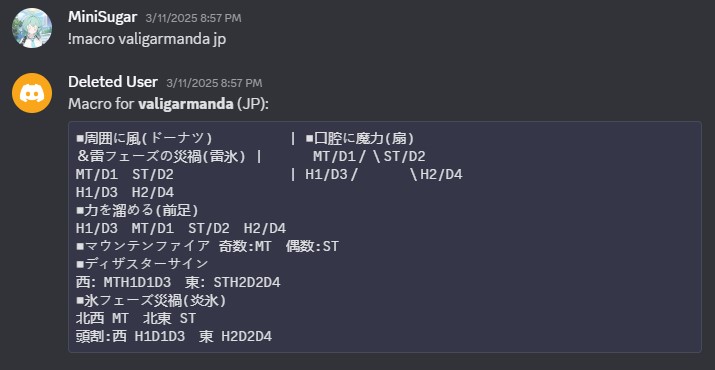 MiniSugar 3/11/2025 8:57 PM
!macro valigarmanda jp
Deleted User 3/11/2025 8:57 PM
Macro for valigarmanda (JP):
■周囲に風(ドーナツ)　　　　　| ■口腔に魔力(扇)
＆雷フェーズの災禍(雷氷) |　　　 MT/D1 / \ ST/D2
MT/D1　ST/D2　　　　　　　　| H1/D3 /　　　\ H2/D4
H1/D3　H2/D4
■力を溜める(前足)
H1/D3　MT/D1　ST/D2　H2/D4
■マウンテンファイア 奇数:MT　偶数:ST
■ディザスターサイン
西: MTH1D1D3　東: STH2D2D4
■氷フェーズ災禍(炎氷)
北西 MT　北東 ST
頭割:西 H1D1D3　東 H2D2D4